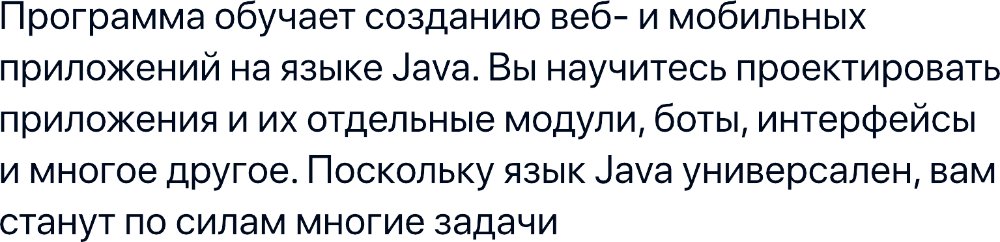 Программа обучает созданию веб- и мобильных
приложений на языке Java. Вы научитесь проектировать
приложения и их отдельные модули, боты, интерфейсы
и многое другое. Поскольку язык Java универсален, вам
станут по силам многие задачи